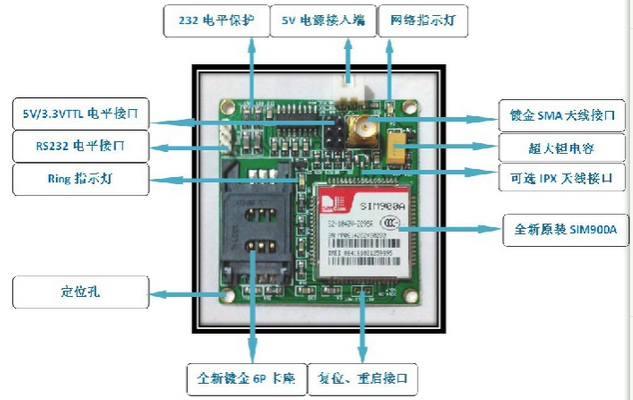 232 电平保护
5V 电源接入端
网络指示灯
5V/3.3VTTL 电平接口
镀金 SMA 天线接口
RS232 电平接口
超大钽电容
Ring 指示灯
可选 IPX 天线接口
SIM900A
全新原装 SIM900A
定位孔
全新镀金 6P 卡座
复位、重启接口